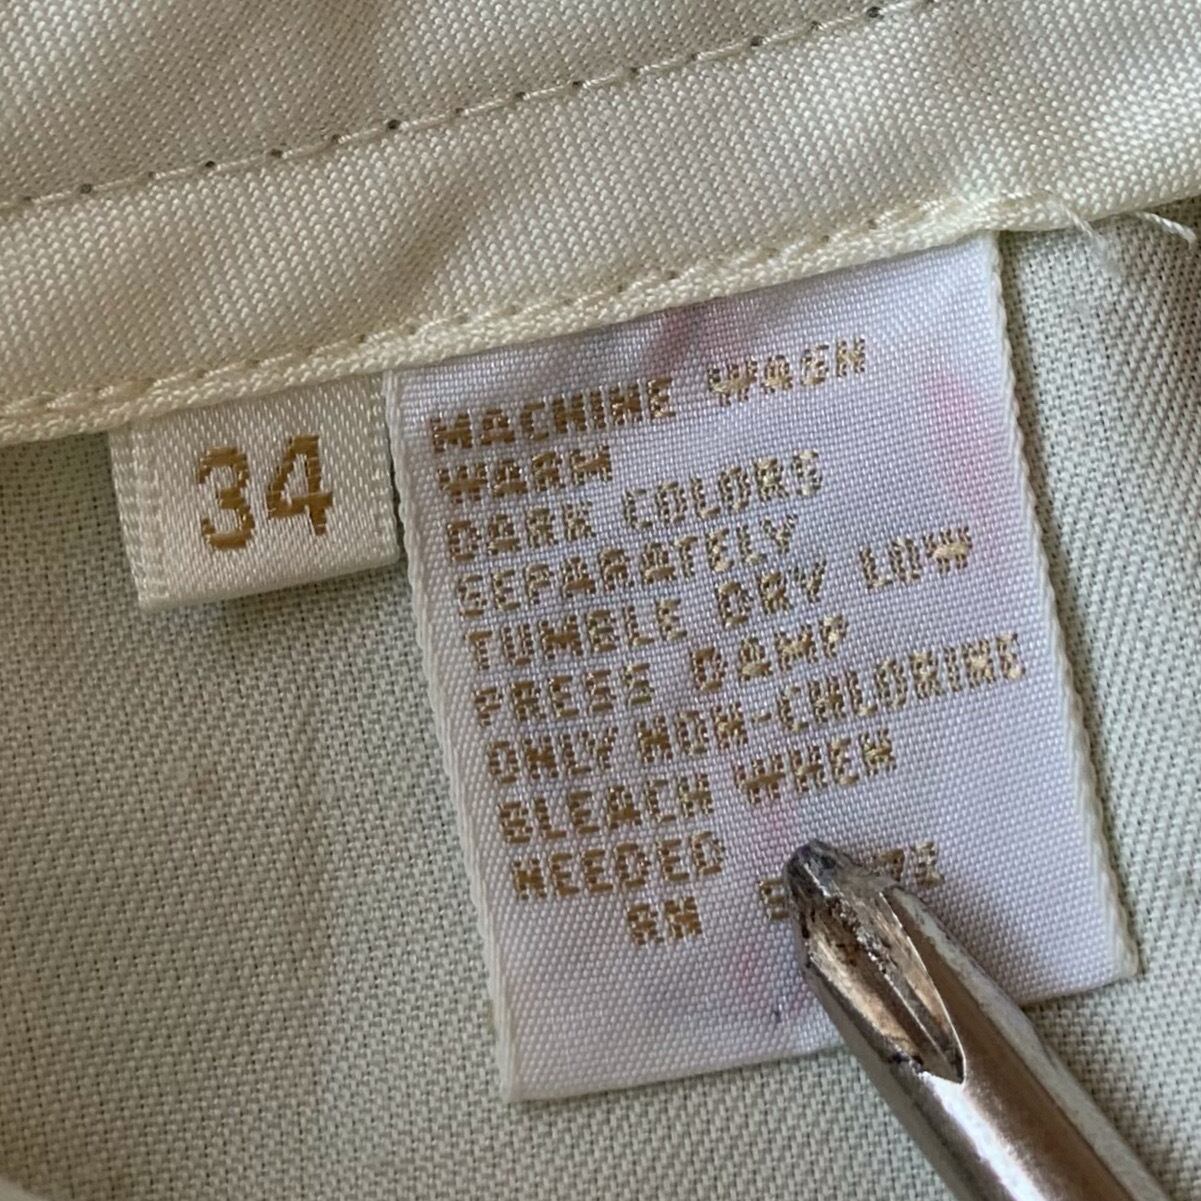 34
MACHINE WASH
WARM
DARK COLORS
SEPARATELY
TUMBLE DRY LOW
PRESS DAMP
ONLY NON-CHLORINE
BLEACH WHEN
NEEDED
RN